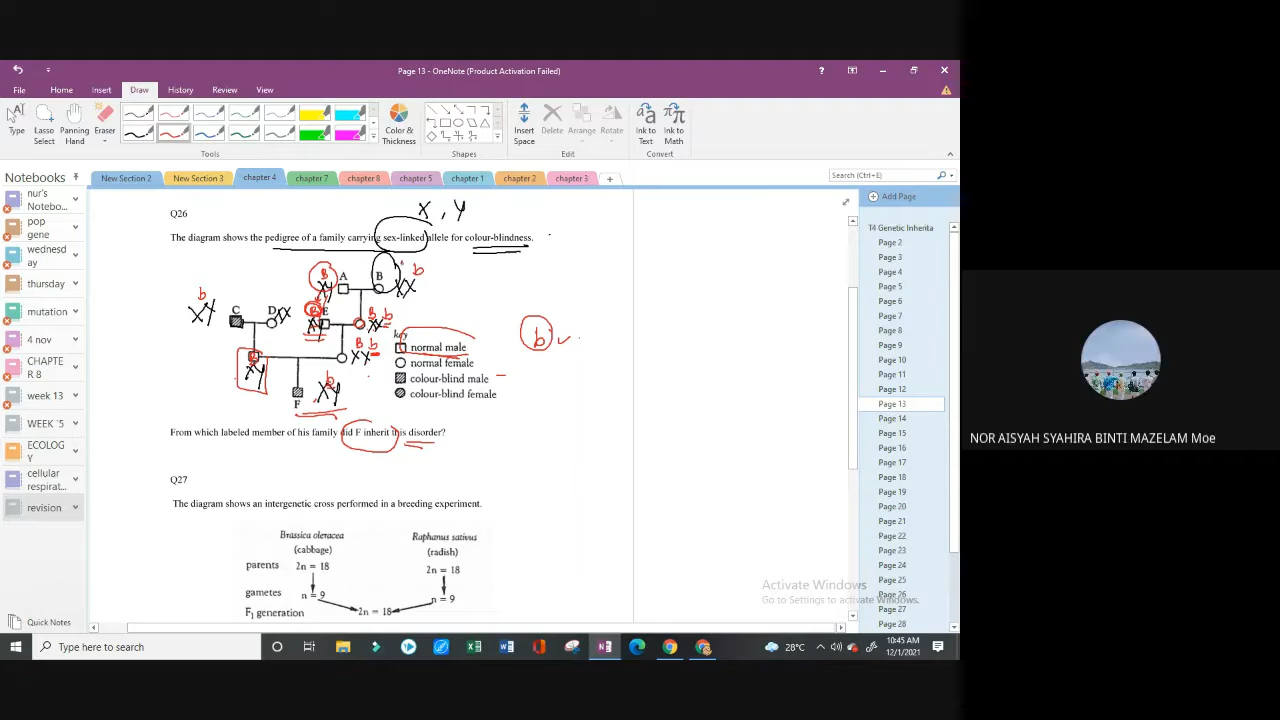 Page 13 - OneNote (Product Activation Failed)
File Home Insert Draw History Review View
Type Lasso Select Panning Hand Eraser Color & Thickness Insert Space Delete Arrange Rotate Ink to Text Ink to Math
Tools Shapes Edit Convert
Notebooks
New Section 2 New Section 3 chapter 4 chapter 7 chapter 8 chapter 5 chapter 1 chapter 2 chapter 3
Search (Ctrl+E)
nur's Notebo...
pop gene
wednesd ay
thursday
mutation
4 nov
CHAPTE R 8
week 13
WEEK `5
ECOLOG Y
cellular respirat...
revision
Quick Notes
Q26
X , Y
The diagram shows the pedigree of a family carrying sex-linked allele for colour-blindness.
B A B b
XY XX
b C D XX B E B b
XY XY XX
key
normal male
normal female
colour-blind male
colour-blind female
b
B b
XX
XY
b
XY
F
From which labeled member of his family did F inherit this disorder?
Q27
The diagram shows an intergenetic cross performed in a breeding experiment.
Brassica oleracea Raphanus sativus
(cabbage) (radish)
parents 2n = 18 2n = 18
gametes n = 9 n = 9
F1 generation 2n = 18
Add Page
T4 Genetic Inherita
Page 2
Page 3
Page 4
Page 5
Page 6
Page 7
Page 8
Page 9
Page 10
Page 11
Page 12
Page 13
Page 14
Page 15
Page 16
Page 17
Page 18
Page 19
Page 20
Page 21
Page 22
Page 23
Page 24
Page 25
Page 26
Page 27
Page 28
Activate Windows
Go to Settings to activate Windows.
Type here to search
28°C
10:45 AM
12/1/2021
NOR AISYAH SYAHIRA BINTI MAZELAM Moe